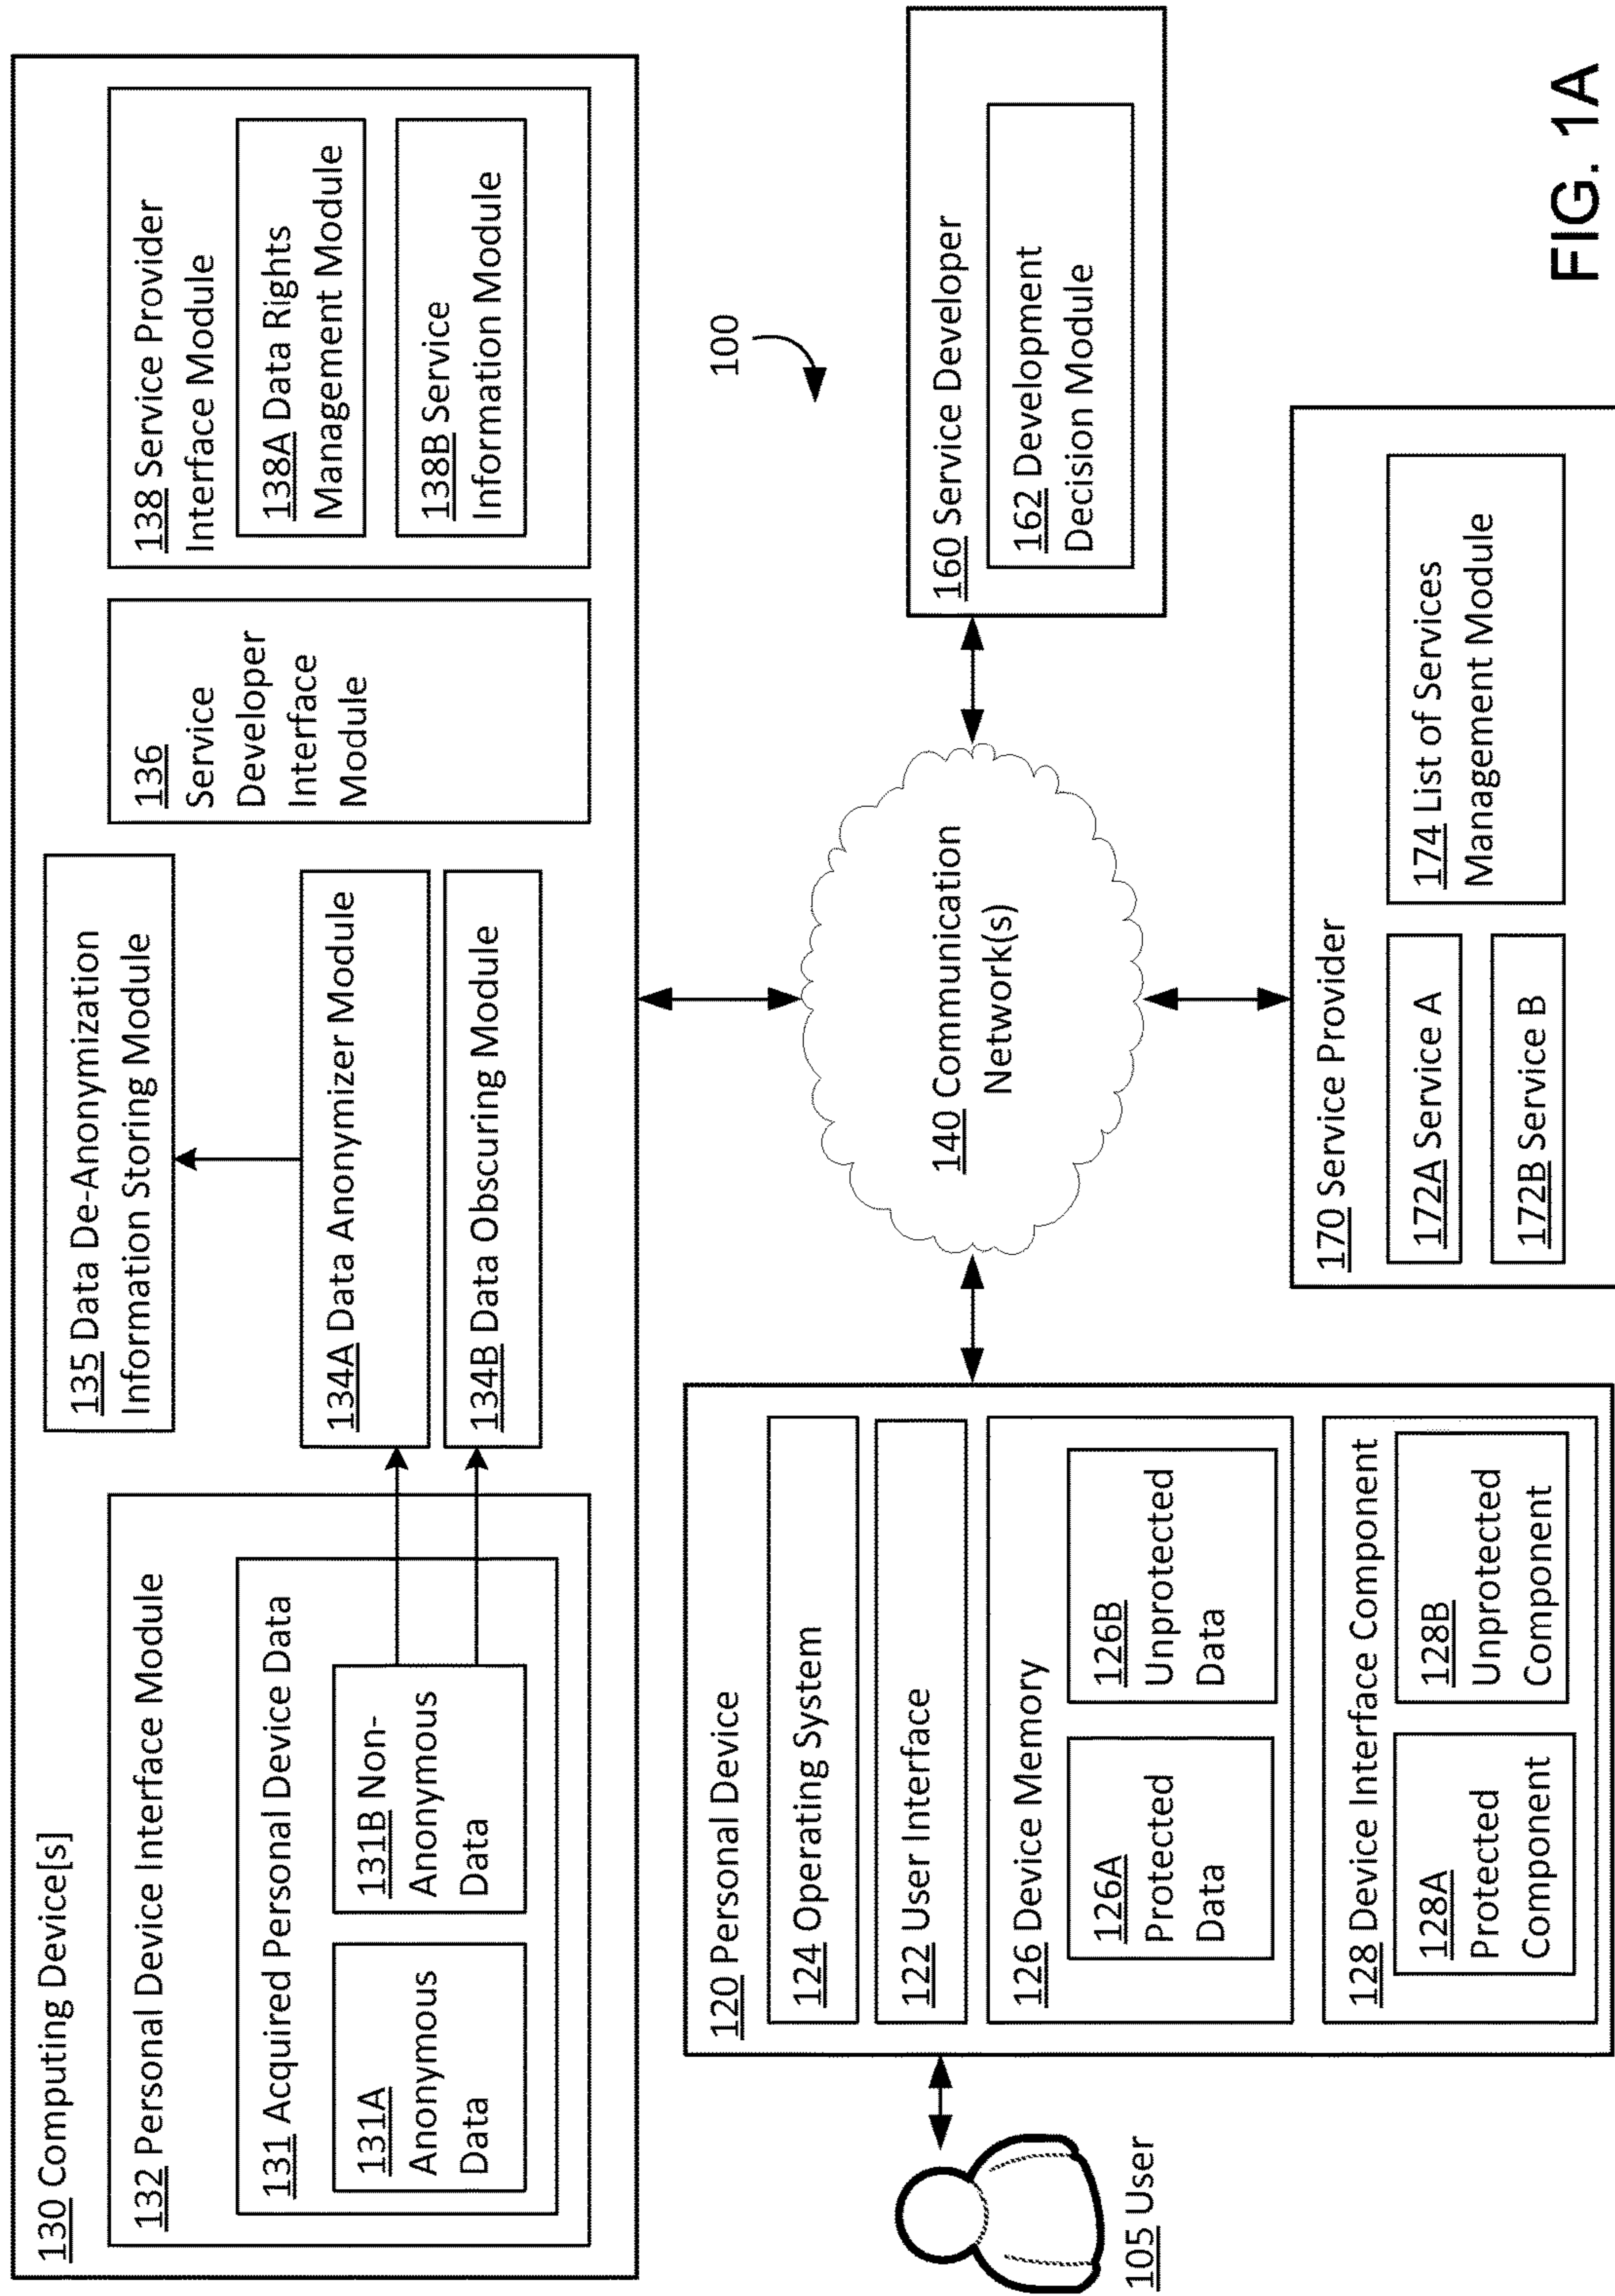 130 Computing Device[s]
132 Personal Device Interface Module
131 Acquired Personal Device Data
131A
Anonymous
Data
131B Non-
Anonymous
Data
135 Data De-Anonymization
Information Storing Module
134A Data Anonymizer Module
134B Data Obscuring Module
136
Service
Developer
Interface
Module
138 Service Provider
Interface Module
138A Data Rights
Management Module
138B Service
Information Module
100
105 User
120 Personal Device
124 Operating System
122 User Interface
126 Device Memory
126A
Protected
Data
126B
Unprotected
Data
128 Device Interface Component
128A
Protected
Component
128B
Unprotected
Component
140 Communication
Network(s)
160 Service Developer
162 Development
Decision Module
170 Service Provider
172A Service A
172B Service B
174 List of Services
Management Module
FIG. 1A